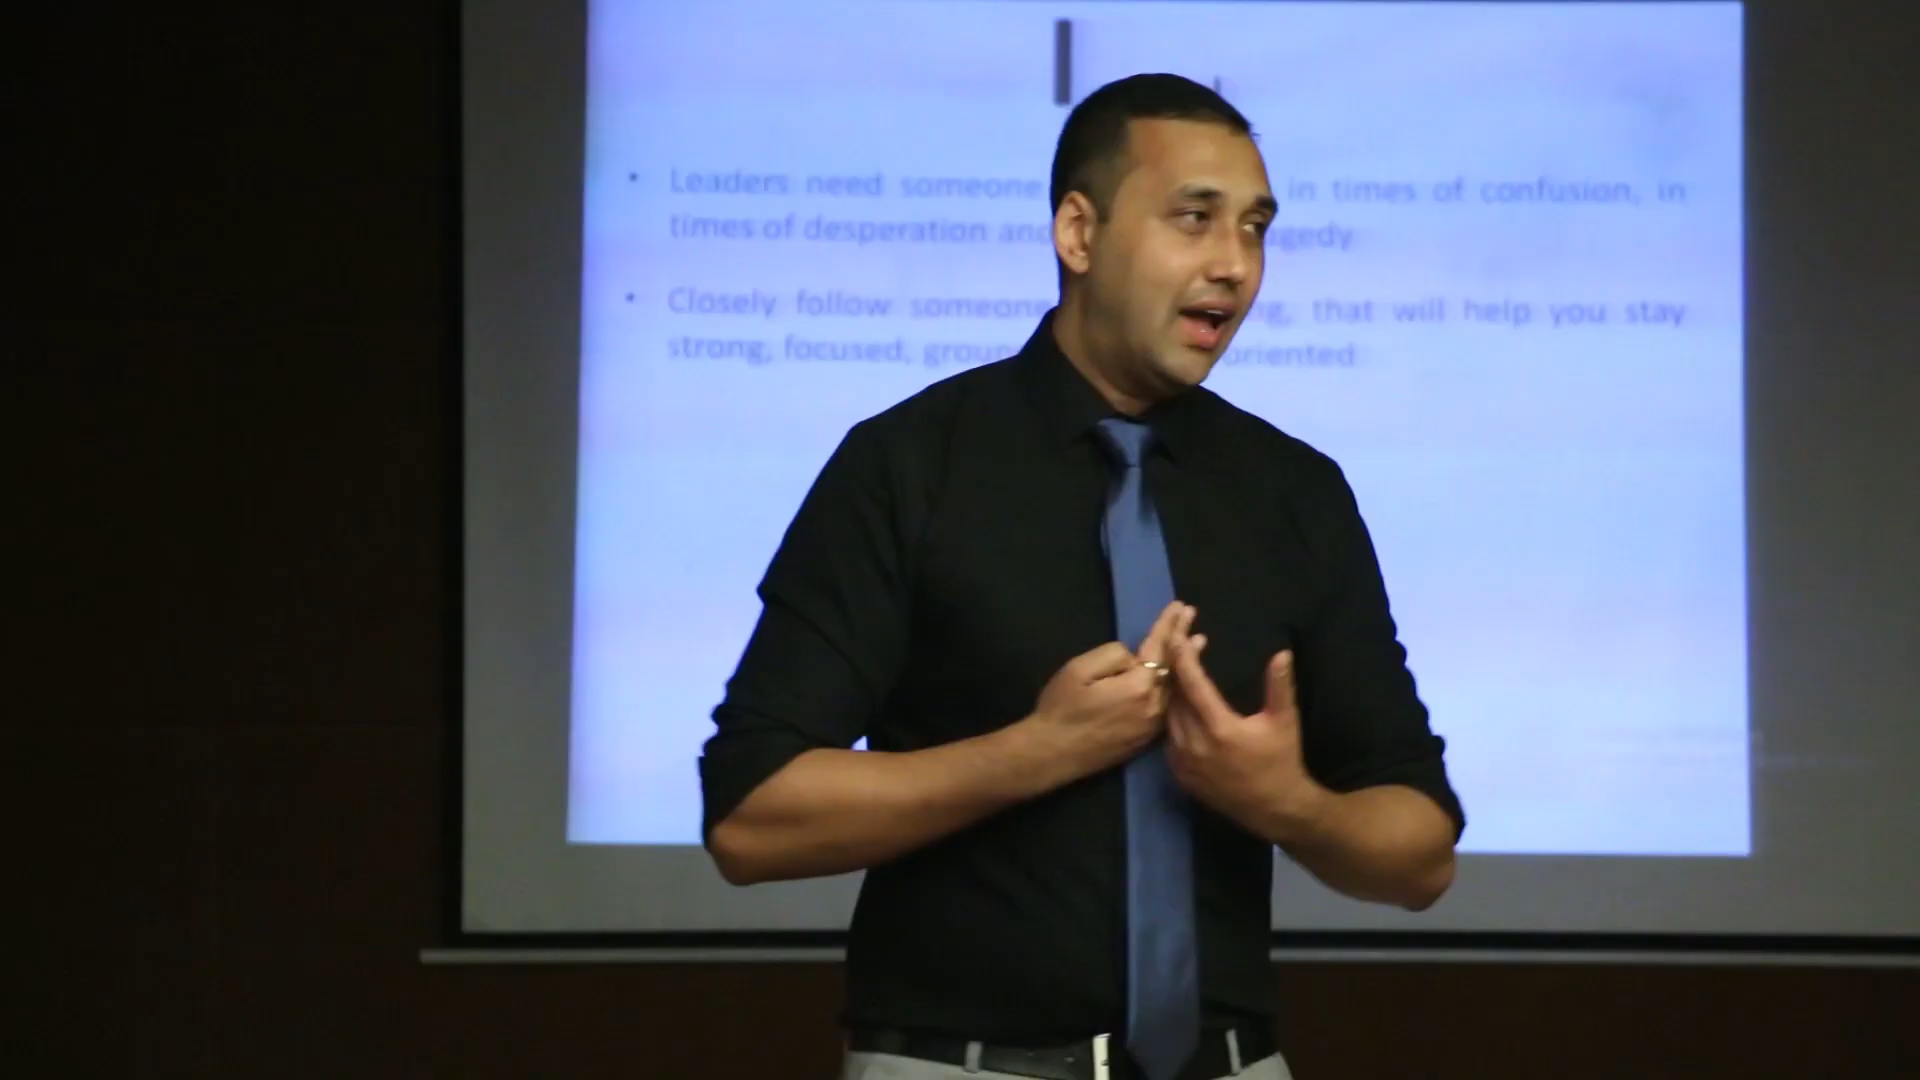 • Leaders need someone in times of confusion, in
times of desperation and
• Closely follow someone that will help you stay
strong, focused, oriented